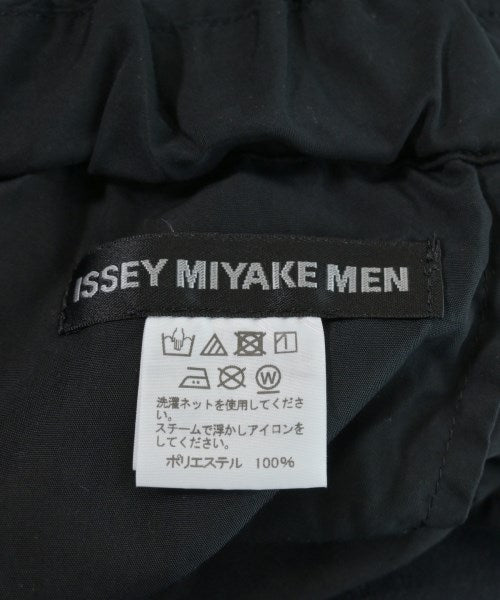 ISSEY MIYAKE MEN
W
洗濯ネットを使用してくださ
い。
スチームで浮かしアイロンを
してください。
ポリエステル 100%